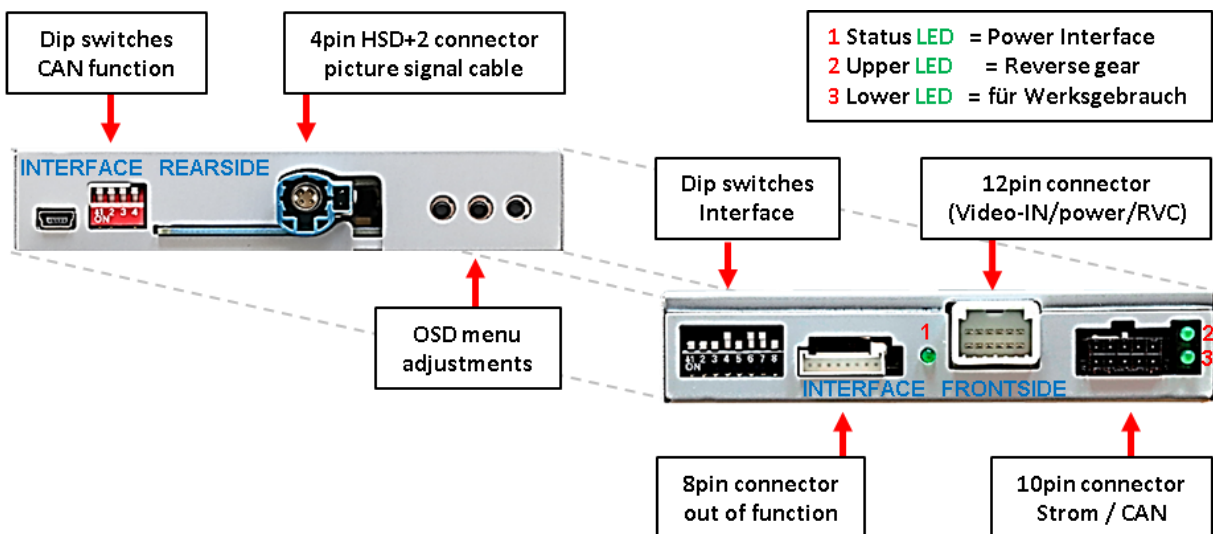 Dip switches
CAN function
4pin HSD+2 connector
picture signal cable
1 Status LED = Power Interface
2 Upper LED = Reverse gear
3 Lower LED = für Werksgebrauch
INTERFACE REARSIDE
1 2 3 4
ON
Dip switches
Interface
12pin connector
(Video-IN/power/RVC)
OSD menu
adjustments
1
2
3
1 2 3 4 5 6 7 8
ON
INTERFACE FRONTSIDE
8pin connector
out of function
10pin connector
Strom / CAN